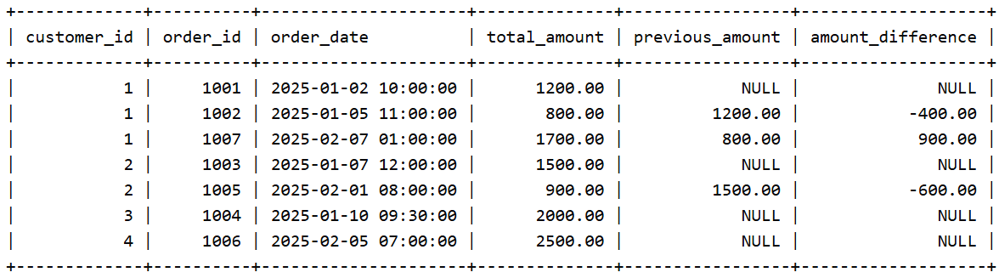 +-------------+----------+---------------------+--------------+-----------------+-------------------+
| customer_id | order_id | order_date          | total_amount | previous_amount | amount_difference |
+-------------+----------+---------------------+--------------+-----------------+-------------------+
|           1 |     1001 | 2025-01-02 10:00:00 |      1200.00 |            NULL |              NULL |
|           1 |     1002 | 2025-01-05 11:00:00 |       800.00 |         1200.00 |           -400.00 |
|           1 |     1007 | 2025-02-07 01:00:00 |      1700.00 |          800.00 |            900.00 |
|           2 |     1003 | 2025-01-07 12:00:00 |      1500.00 |            NULL |              NULL |
|           2 |     1005 | 2025-02-01 08:00:00 |       900.00 |         1500.00 |           -600.00 |
|           3 |     1004 | 2025-01-10 09:30:00 |      2000.00 |            NULL |              NULL |
|           4 |     1006 | 2025-02-05 07:00:00 |      2500.00 |            NULL |              NULL |
+-------------+----------+---------------------+--------------+-----------------+-------------------+